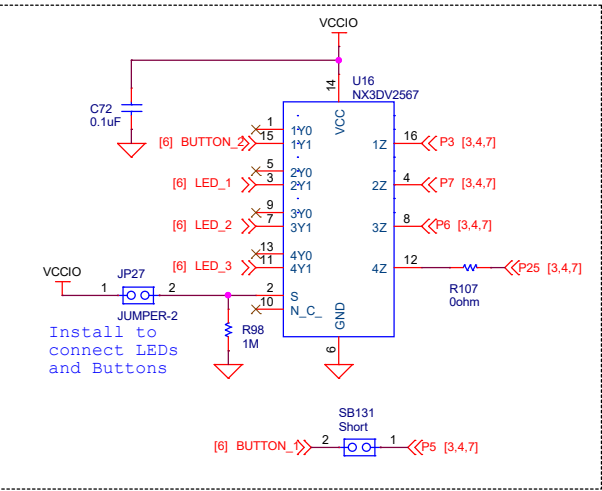 VCCIO
U16
NX3DV2567
14
VCC
C72
0.1uF
1 1Y0
[6] BUTTON_2 15 1Y1 1Z 16 P3 [3,4,7]
5 2Y0
[6] LED_1 3 2Y1 2Z 4 P7 [3,4,7]
9 3Y0
[6] LED_2 7 3Y1 3Z 8 P6 [3,4,7]
13 4Y0
[6] LED_3 11 4Y1 4Z 12 P25 [3,4,7]
R107
0ohm
VCCIO JP27
1 2 2 S
JUMPER-2
10 N_C_
GND
6
R98
1M
Install to
connect LEDs
and Buttons
SB131
Short
[6] BUTTON_1 2 1 P5 [3,4,7]